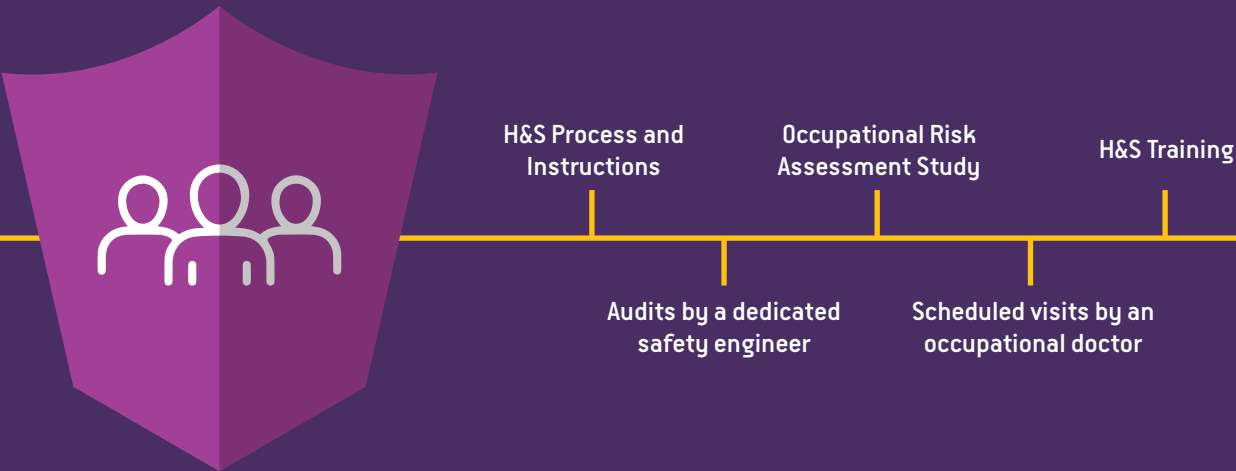 H&S Process and
Instructions
Audits by a dedicated
safety engineer
Occupational Risk
Assessment Study
Scheduled visits by an
occupational doctor
H&S Training